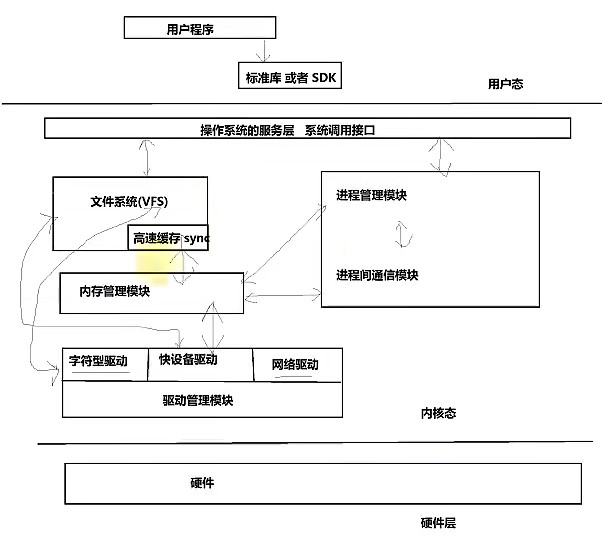 用户程序
标准库 或者 SDK
用户态
操作系统的服务层 系统调用接口
文件系统(VFS)
进程管理模块
高速缓存 sync
进程间通信模块
内存管理模块
字符型驱动
快设备驱动
网络驱动
驱动管理模块
内核态
硬件
硬件层